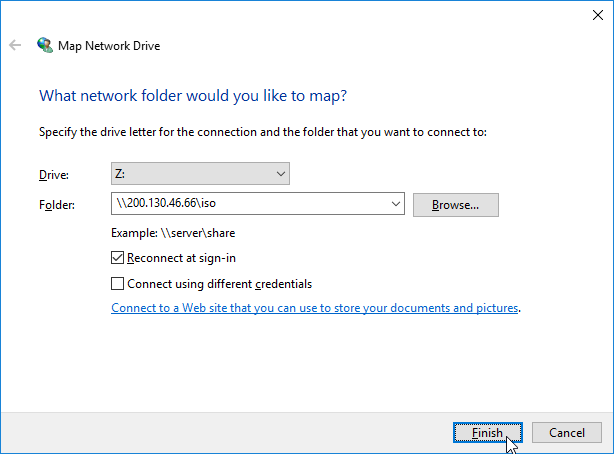 Map Network Drive
What network folder would you like to map?
Specify the drive letter for the connection and the folder that you want to connect to:
Drive: Z:
Folder: \\200.130.46.66\iso Browse...
Example: \\server\share
Reconnect at sign-in
Connect using different credentials
Connect to a Web site that you can use to store your documents and pictures.
Finish Cancel